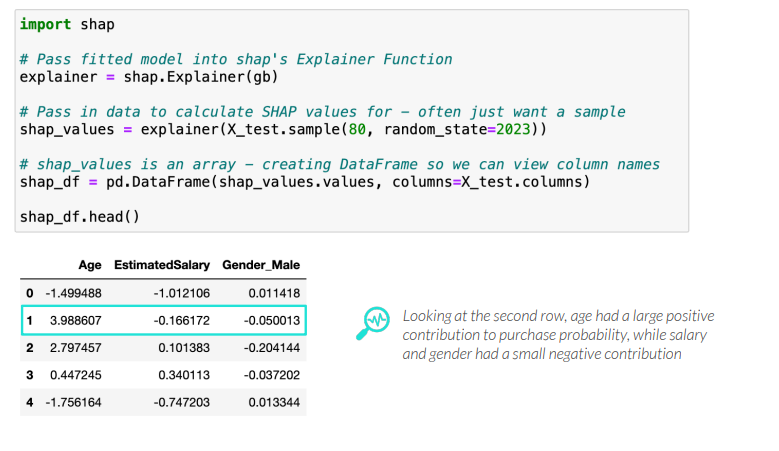 import shap
# Pass fitted model into shap's Explainer Function
explainer = shap.Explainer(gb)
# Pass in data to calculate SHAP values for – often just want a sample
shap_values = explainer(X_test.sample(80, random_state=2023))
# shap_values is an array – creating DataFrame so we can view column names
shap_df = pd.DataFrame(shap_values.values, columns=X_test.columns)
shap_df.head()
Age EstimatedSalary Gender_Male
0 -1.499488 -1.012106 0.011418
1 3.988607 -0.166172 -0.050013
2 2.797457 0.101383 -0.204144
3 0.447245 0.340113 -0.037202
4 -1.756164 -0.747203 0.013344
Looking at the second row, age had a large positive
contribution to purchase probability, while salary
and gender had a small negative contribution